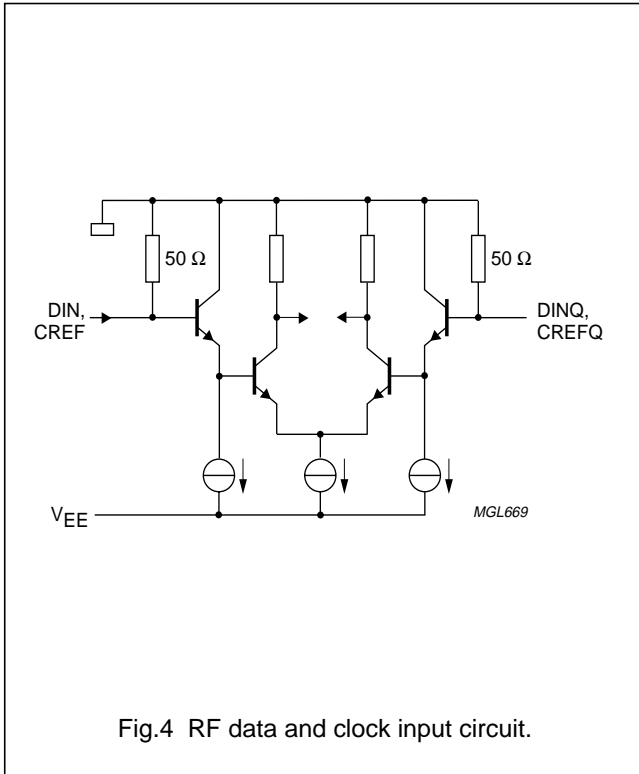 50 Ω
50 Ω
DIN,
CREF
DINQ,
CREFQ
VEE
MGL669
Fig.4 RF data and clock input circuit.